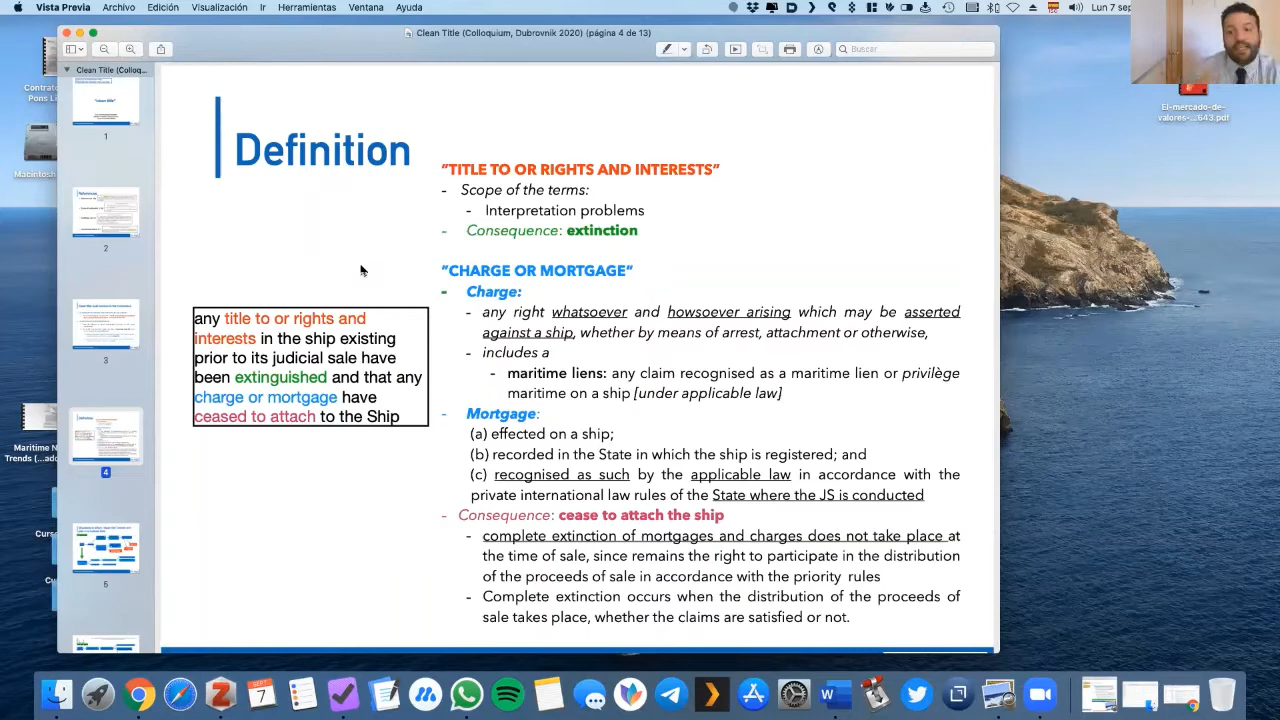 Vista Previa Archivo Edición Visualización Ir Herramientas Ventana Ayuda
Lun 7 sep
Clean Title (Colloquium, Dubrovnik 2020) (página 4 de 13)
Buscar
Clean Title (Colloq...
1
2
3
4
5
Contrat
Pons Li
Macintosh
Maritime N
Trends (...ado
Curs
Cu
El-mercado-de-
valores-...643.pdf
Definition
any title to or rights and
interests in the ship existing
prior to its judicial sale have
been extinguished and that any
charge or mortgage have
ceased to attach to the Ship
"TITLE TO OR RIGHTS AND INTERESTS"
- Scope of the terms:
- Interpretation problems
- Consequence: extinction
"CHARGE OR MORTGAGE"
- Charge:
- any right whatsoever and howsoever arising which may be asserted
against a ship, whether by means of arrest, attachment or otherwise,
- includes a
- maritime liens: any claim recognised as a maritime lien or privilège
maritime on a ship [under applicable law]
- Mortgage:
(a) effected on a ship;
(b) recorded in the State in which the ship is registered; and
(c) recognised as such by the applicable law in accordance with the
private international law rules of the State where the JS is conducted
- Consequence: cease to attach the ship
- complete extinction of mortgages and charges does not take place at
the time of sale, since remains the right to participate in the distribution
of the proceeds of sale in accordance with the priority rules
- Complete extinction occurs when the distribution of the proceeds of
sale takes place, whether the claims are satisfied or not.
SEPT
7